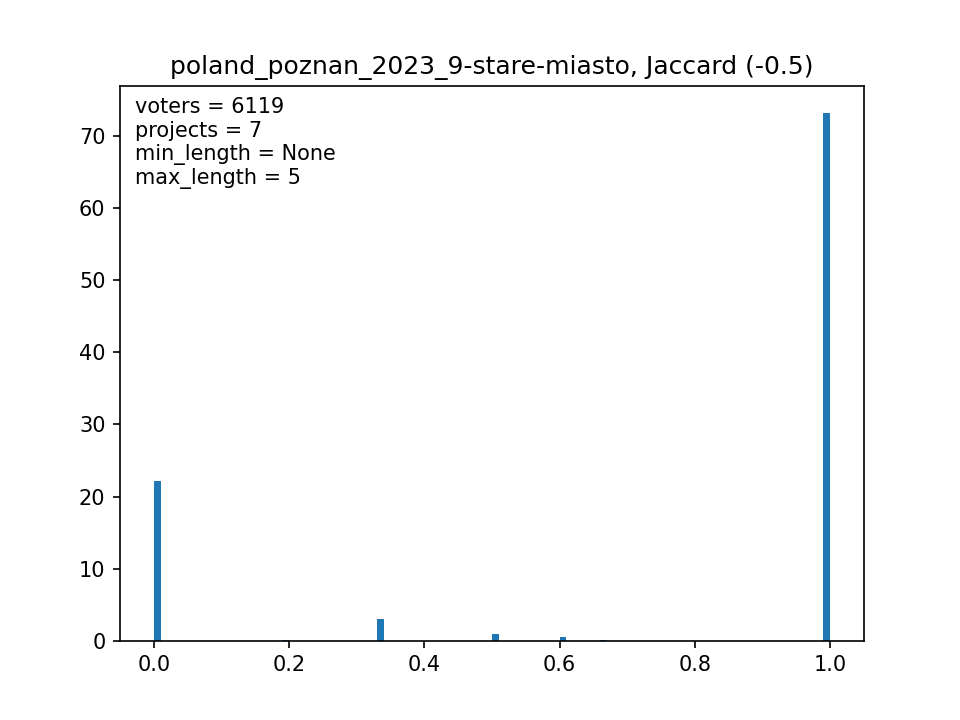 poland_poznan_2023_9-stare-miasto, Jaccard (-0.5)
voters = 6119
projects = 7
min_length = None
max_length = 5
70
60
50
40
30
20
10
0
0.0 0.2 0.4 0.6 0.8 1.0